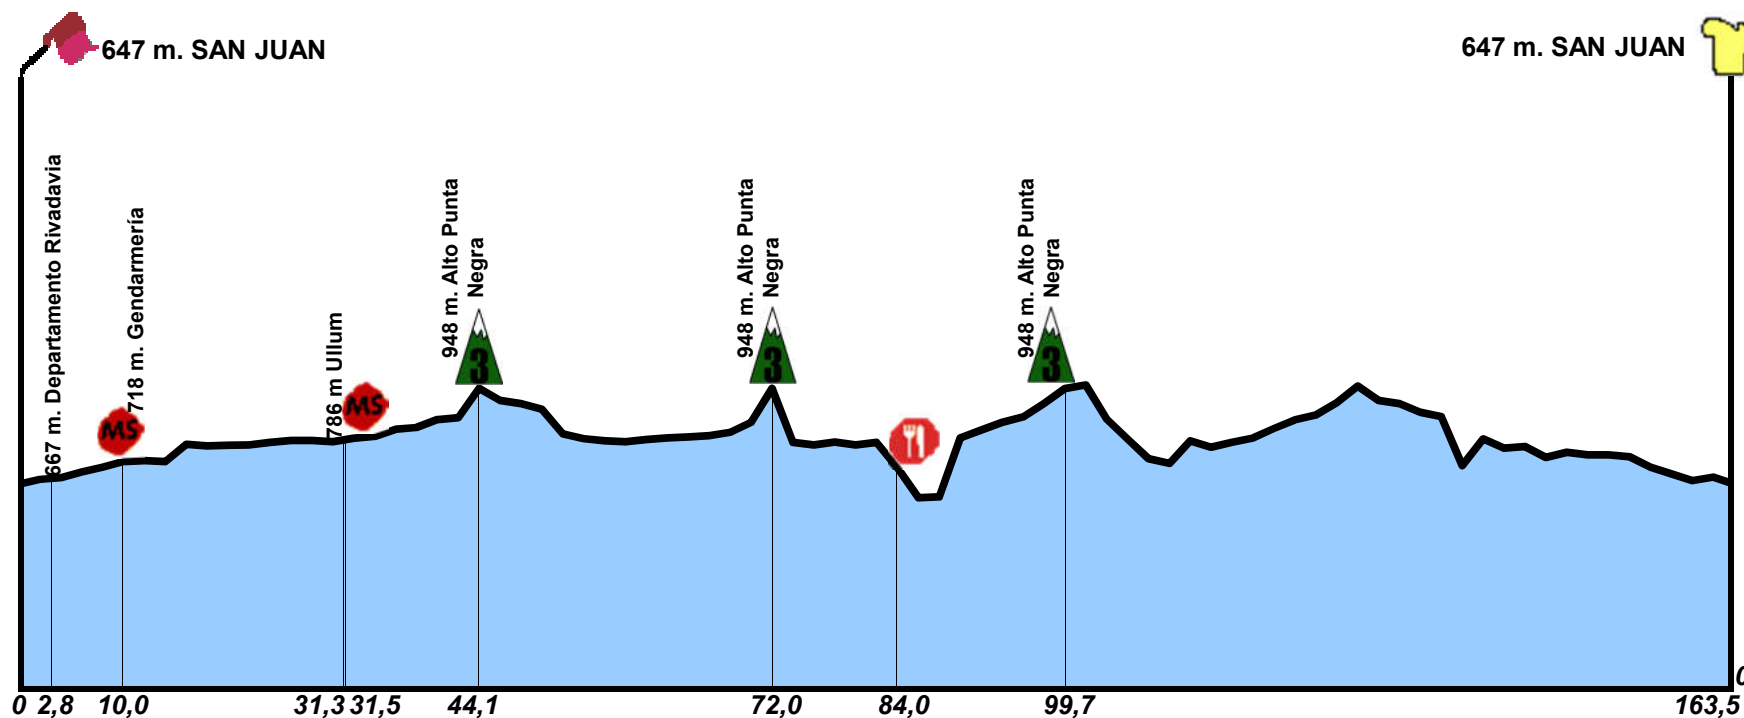 647 m. SAN JUAN
647 m. SAN JUAN
667 m. Departamento Rivadavia
MS
718 m. Gendarmería
786 m Ullum
MS
948 m. Alto Punta
Negra
3
948 m. Alto Punta
Negra
3
948 m. Alto Punta
Negra
3
0 2,8 10,0 31,3 31,5 44,1 72,0 84,0 99,7 163,5